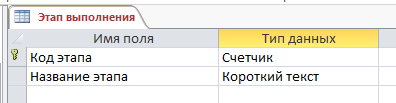 Этап выполнения
Имя поля Тип данных
Код этапа Счетчик
Название этапа Короткий текст